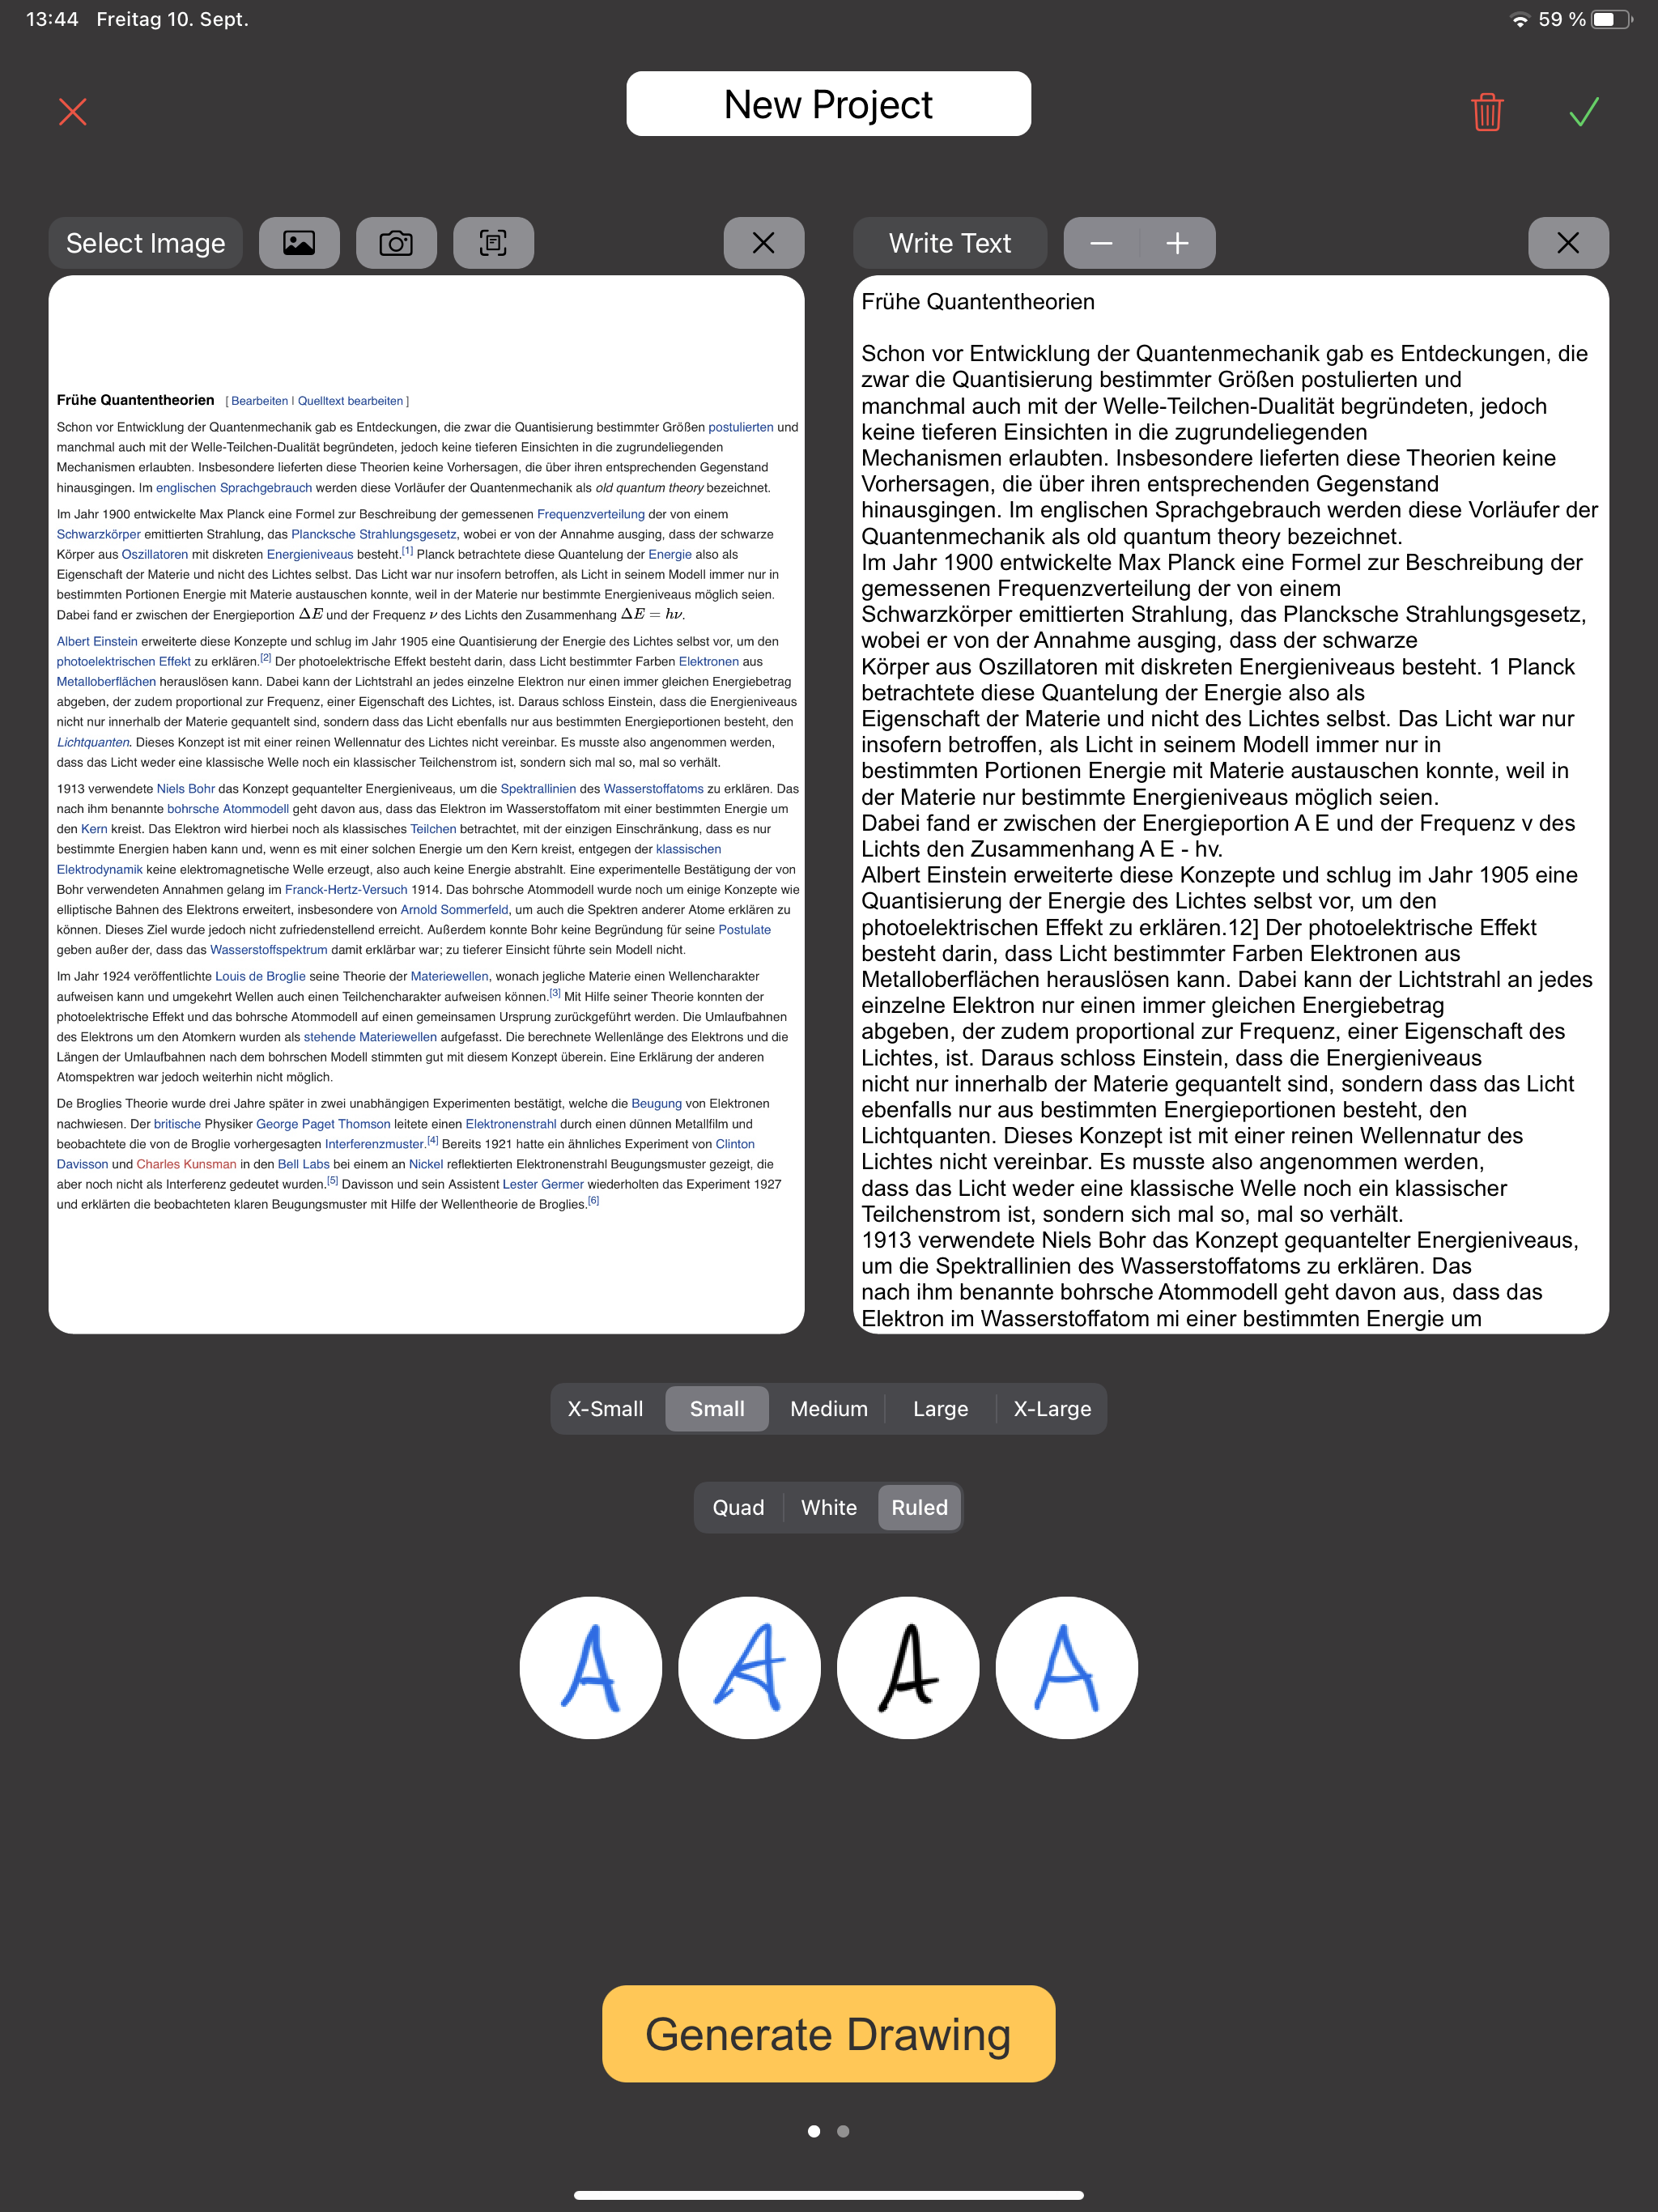 13:44 Freitag 10. Sept.
59 %
New Project
Select Image
Write Text
Frühe Quantentheorien [ Bearbeiten | Quelltext bearbeiten ]
Schon vor Entwicklung der Quantenmechanik gab es Entdeckungen, die zwar die Quantisierung bestimmter Größen postulierten und
manchmal auch mit der Welle-Teilchen-Dualität begründeten, jedoch keine tieferen Einsichten in die zugrundeliegenden
Mechanismen erlaubten. Insbesondere lieferten diese Theorien keine Vorhersagen, die über ihren entsprechenden Gegenstand
hinausgingen. Im englischen Sprachgebrauch werden diese Vorläufer der Quantenmechanik als old quantum theory bezeichnet.
Im Jahr 1900 entwickelte Max Planck eine Formel zur Beschreibung der gemessenen Frequenzverteilung der von einem
Schwarzkörper emittierten Strahlung, das Plancksche Strahlungsgesetz, wobei er von der Annahme ausging, dass der schwarze
Körper aus Oszillatoren mit diskreten Energieniveaus besteht.[1] Planck betrachtete diese Quantelung der Energie also als
Eigenschaft der Materie und nicht des Lichtes selbst. Das Licht war nur insofern betroffen, als Licht in seinem Modell immer nur in
bestimmten Portionen Energie mit Materie austauschen konnte, weil in der Materie nur bestimmte Energieniveaus möglich seien.
Dabei fand er zwischen der Energieportion ΔE und der Frequenz ν des Lichts den Zusammenhang ΔE = hν.
Albert Einstein erweiterte diese Konzepte und schlug im Jahr 1905 eine Quantisierung der Energie des Lichtes selbst vor, um den
photoelektrischen Effekt zu erklären.[2] Der photoelektrische Effekt besteht darin, dass Licht bestimmter Farben Elektronen aus
Metalloberflächen herauslösen kann. Dabei kann der Lichtstrahl an jedes einzelne Elektron nur einen immer gleichen Energiebetrag
abgeben, der zudem proportional zur Frequenz, einer Eigenschaft des Lichtes, ist. Daraus schloss Einstein, dass die Energieniveaus
nicht nur innerhalb der Materie gequantelt sind, sondern dass das Licht ebenfalls nur aus bestimmten Energieportionen besteht, den
Lichtquanten. Dieses Konzept ist mit einer reinen Wellennatur des Lichtes nicht vereinbar. Es musste also angenommen werden,
dass das Licht weder eine klassische Welle noch ein klassischer Teilchenstrom ist, sondern sich mal so, mal so verhält.
1913 verwendete Niels Bohr das Konzept gequantelter Energieniveaus, um die Spektrallinien des Wasserstoffatoms zu erklären. Das
nach ihm benannte bohrsche Atommodell geht davon aus, dass das Elektron im Wasserstoffatom mit einer bestimmten Energie um
den Kern kreist. Das Elektron wird hierbei noch als klassisches Teilchen betrachtet, mit der einzigen Einschränkung, dass es nur
bestimmte Energien haben kann und, wenn es mit einer solchen Energie um den Kern kreist, entgegen der klassischen
Elektrodynamik keine elektromagnetische Welle erzeugt, also auch keine Energie abstrahlt. Eine experimentelle Bestätigung der von
Bohr verwendeten Annahmen gelang im Franck-Hertz-Versuch 1914. Das bohrsche Atommodell wurde noch um einige Konzepte wie
elliptische Bahnen des Elektrons erweitert, insbesondere von Arnold Sommerfeld, um auch die Spektren anderer Atome erklären zu
können. Dieses Ziel wurde jedoch nicht zufriedenstellend erreicht. Außerdem konnte Bohr keine Begründung für seine Postulate
geben außer der, dass das Wasserstoffspektrum damit erklärbar war; zu tieferer Einsicht führte sein Modell nicht.
Im Jahr 1924 veröffentlichte Louis de Broglie seine Theorie der Materiewellen, wonach jegliche Materie einen Wellencharakter
aufweisen kann und umgekehrt Wellen auch einen Teilchencharakter aufweisen können.[3] Mit Hilfe seiner Theorie konnten der
photoelektrische Effekt und das bohrsche Atommodell auf einen gemeinsamen Ursprung zurückgeführt werden. Die Umlaufbahnen
des Elektrons um den Atomkern wurden als stehende Materiewellen aufgefasst. Die berechnete Wellenlänge des Elektrons und die
Längen der Umlaufbahnen nach dem bohrschen Modell stimmten gut mit diesem Konzept überein. Eine Erklärung der anderen
Atomspektren war jedoch weiterhin nicht möglich.
De Broglies Theorie wurde drei Jahre später in zwei unabhängigen Experimenten bestätigt, welche die Beugung von Elektronen
nachwiesen. Der britische Physiker George Paget Thomson leitete einen Elektronenstrahl durch einen dünnen Metallfilm und
beobachtete die von de Broglie vorhergesagten Interferenzmuster.[4] Bereits 1921 hatte ein ähnliches Experiment von Clinton
Davisson und Charles Kunsman in den Bell Labs bei einem an Nickel reflektierten Elektronenstrahl Beugungsmuster gezeigt, die
aber noch nicht als Interferenz gedeutet wurden.[5] Davisson und sein Assistent Lester Germer wiederholten das Experiment 1927
und erklärten die beobachteten klaren Beugungsmuster mit Hilfe der Wellentheorie de Broglies.[6]
Frühe Quantentheorien
Schon vor Entwicklung der Quantenmechanik gab es Entdeckungen, die
zwar die Quantisierung bestimmter Größen postulierten und
manchmal auch mit der Welle-Teilchen-Dualität begründeten, jedoch
keine tieferen Einsichten in die zugrundeliegenden
Mechanismen erlaubten. Insbesondere lieferten diese Theorien keine
Vorhersagen, die über ihren entsprechenden Gegenstand
hinausgingen. Im englischen Sprachgebrauch werden diese Vorläufer der
Quantenmechanik als old quantum theory bezeichnet.
Im Jahr 1900 entwickelte Max Planck eine Formel zur Beschreibung der
gemessenen Frequenzverteilung der von einem
Schwarzkörper emittierten Strahlung, das Plancksche Strahlungsgesetz,
wobei er von der Annahme ausging, dass der schwarze
Körper aus Oszillatoren mit diskreten Energieniveaus besteht. 1 Planck
betrachtete diese Quantelung der Energie also als
Eigenschaft der Materie und nicht des Lichtes selbst. Das Licht war nur
insofern betroffen, als Licht in seinem Modell immer nur in
bestimmten Portionen Energie mit Materie austauschen konnte, weil in
der Materie nur bestimmte Energieniveaus möglich seien.
Dabei fand er zwischen der Energieportion A E und der Frequenz v des
Lichts den Zusammenhang A E - hv.
Albert Einstein erweiterte diese Konzepte und schlug im Jahr 1905 eine
Quantisierung der Energie des Lichtes selbst vor, um den
photoelektrischen Effekt zu erklären.12] Der photoelektrische Effekt
besteht darin, dass Licht bestimmter Farben Elektronen aus
Metalloberflächen herauslösen kann. Dabei kann der Lichtstrahl an jedes
einzelne Elektron nur einen immer gleichen Energiebetrag
abgeben, der zudem proportional zur Frequenz, einer Eigenschaft des
Lichtes, ist. Daraus schloss Einstein, dass die Energieniveaus
nicht nur innerhalb der Materie gequantelt sind, sondern dass das Licht
ebenfalls nur aus bestimmten Energieportionen besteht, den
Lichtquanten. Dieses Konzept ist mit einer reinen Wellennatur des
Lichtes nicht vereinbar. Es musste also angenommen werden,
dass das Licht weder eine klassische Welle noch ein klassischer
Teilchenstrom ist, sondern sich mal so, mal so verhält.
1913 verwendete Niels Bohr das Konzept gequantelter Energieniveaus,
um die Spektrallinien des Wasserstoffatoms zu erklären. Das
nach ihm benannte bohrsche Atommodell geht davon aus, dass das
Elektron im Wasserstoffatom mi einer bestimmten Energie um
X-Small Small Medium Large X-Large
Quad White Ruled
A A A A
Generate Drawing